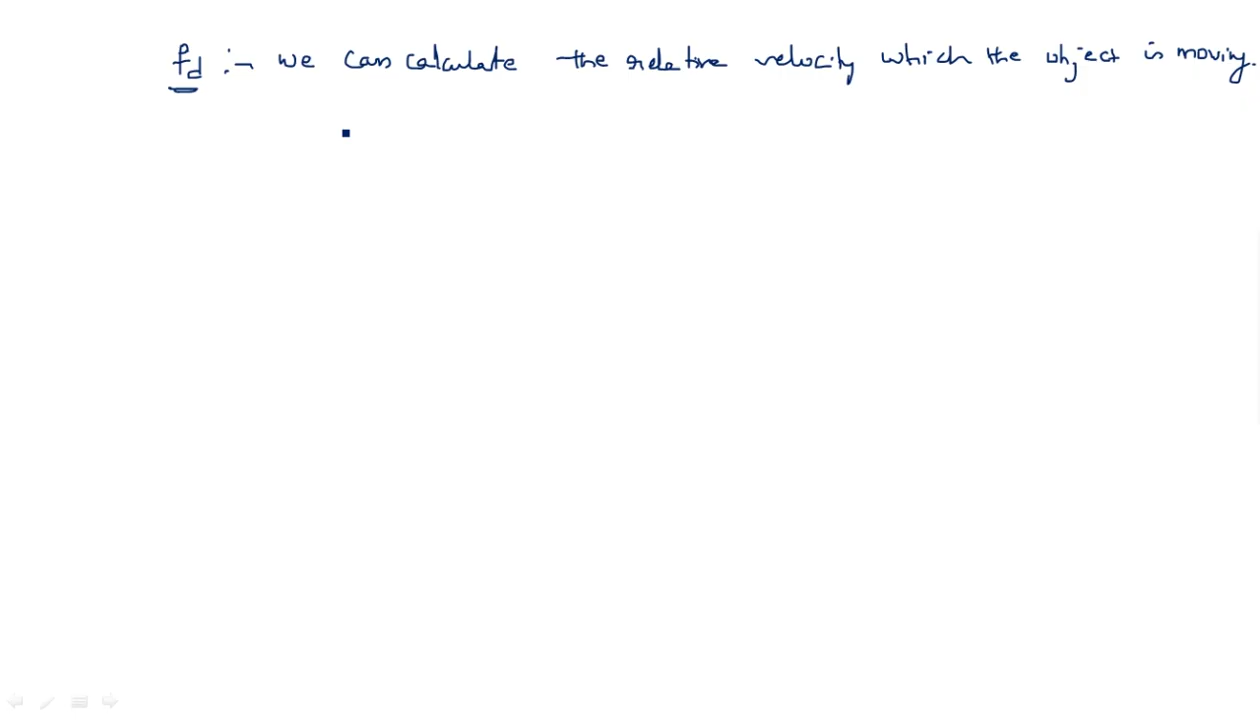 fd :- we can calculate the relative velocity which the object is moving.